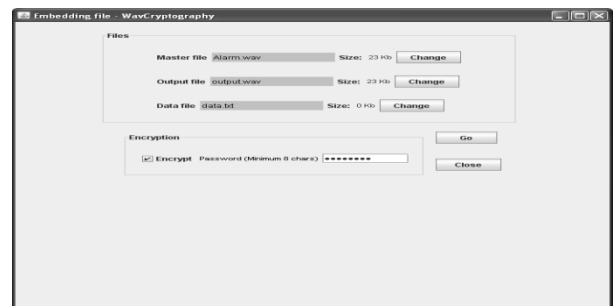 Embedding file - WavCryptography
Files
Master file Alarm.wav Size: 23 Kb Change
Output file output.wav Size: 23 Kb Change
Data file data.txt Size: 0 Kb Change
Encryption
Encrypt Password (Minimum 8 chars) ••••••••
Go
Close